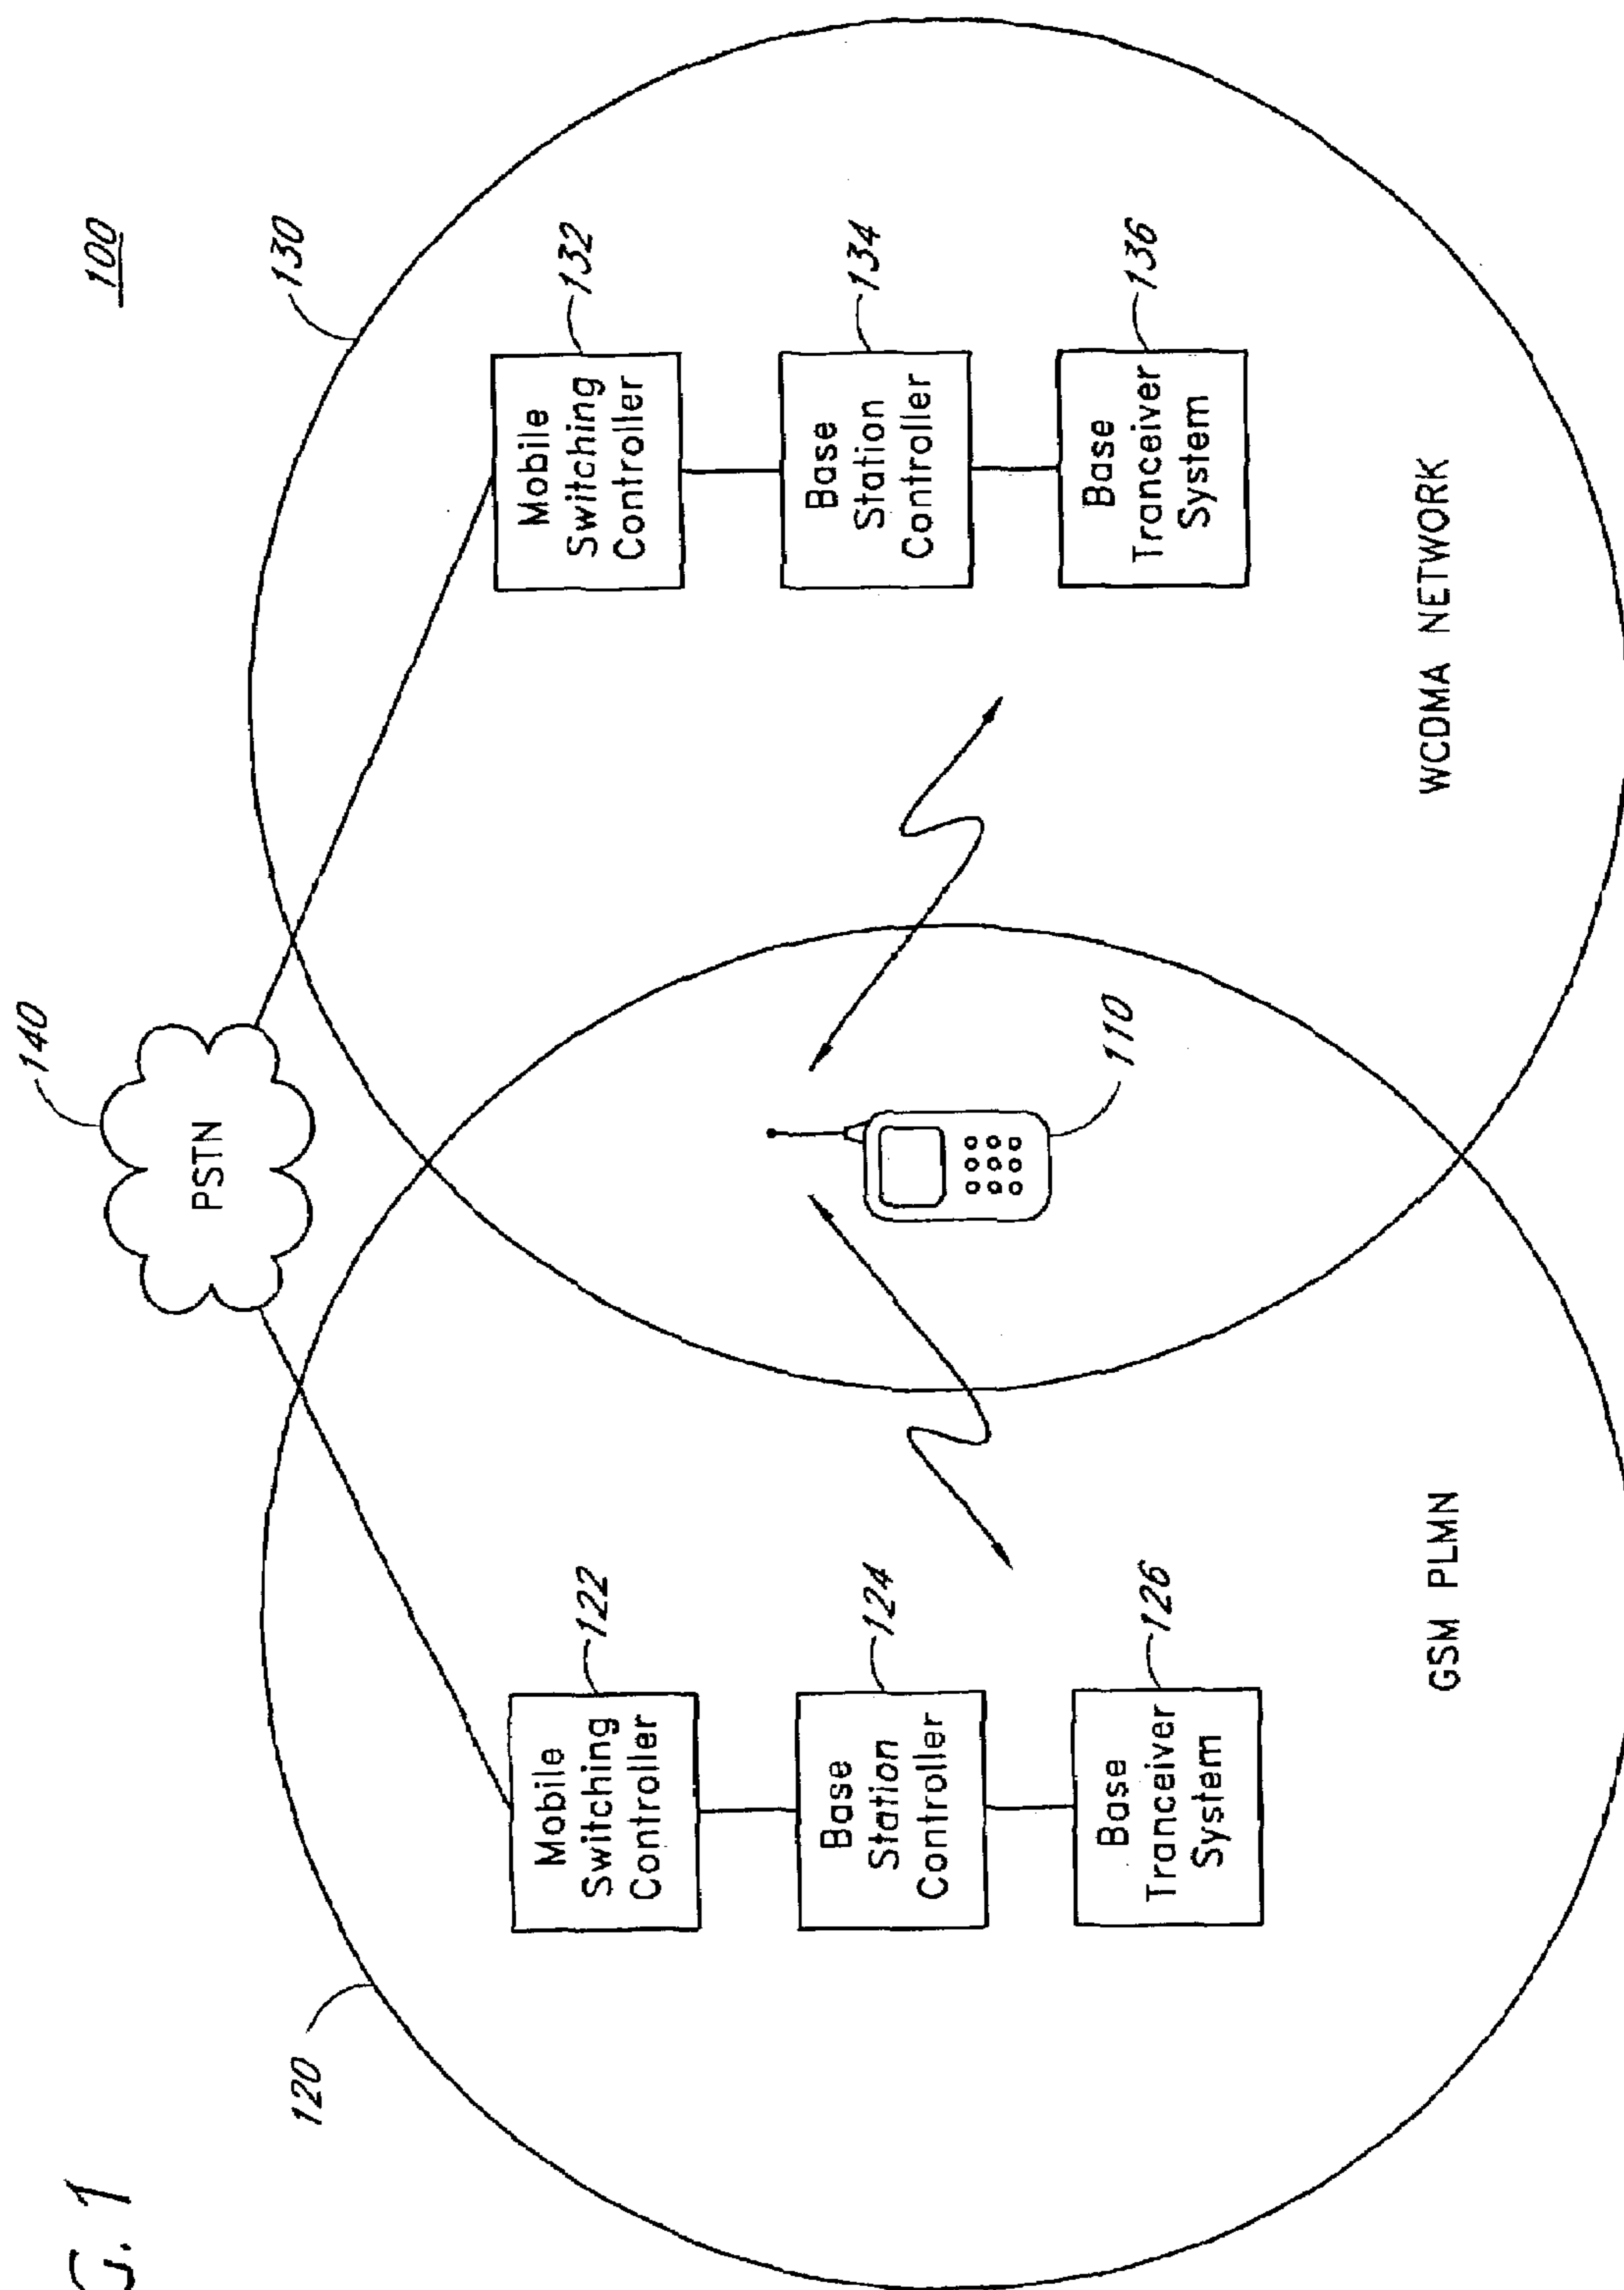 G. 1
100
140
PSTN
120
130
Mobile
Switching
Controller
122
Base
Station
Controller
124
Base
Tranceiver
System
126
GSM PLMN
110
Mobile
Switching
Controller
132
Base
Station
Controller
134
Base
Tranceiver
System
136
WCDMA NETWORK